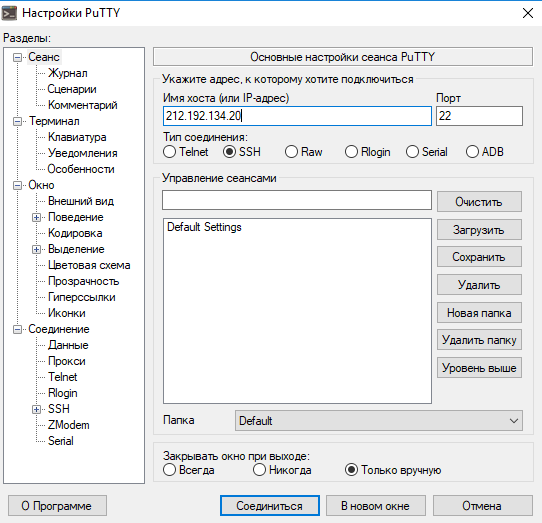 Настройки PuTTY
Разделы:
Сеанс
Журнал
Сценарии
Комментарий
Терминал
Клавиатура
Уведомления
Особенности
Окно
Внешний вид
Поведение
Кодировка
Выделение
Цветовая схема
Прозрачность
Гиперссылки
Иконки
Соединение
Данные
Прокси
Telnet
Rlogin
SSH
ZModem
Serial
Основные настройки сеанса PuTTY
Укажите адрес, к которому хотите подключиться
Имя хоста (или IP-адрес) Порт
212.192.134.20 22
Тип соединения:
Telnet SSH Raw Rlogin Serial ADB
Управление сеансами
Очистить
Default Settings
Загрузить
Сохранить
Удалить
Новая папка
Удалить папку
Уровень выше
Папка Default
Закрывать окно при выходе:
Всегда Никогда Только вручную
О Программе Соединиться В новом окне Отмена